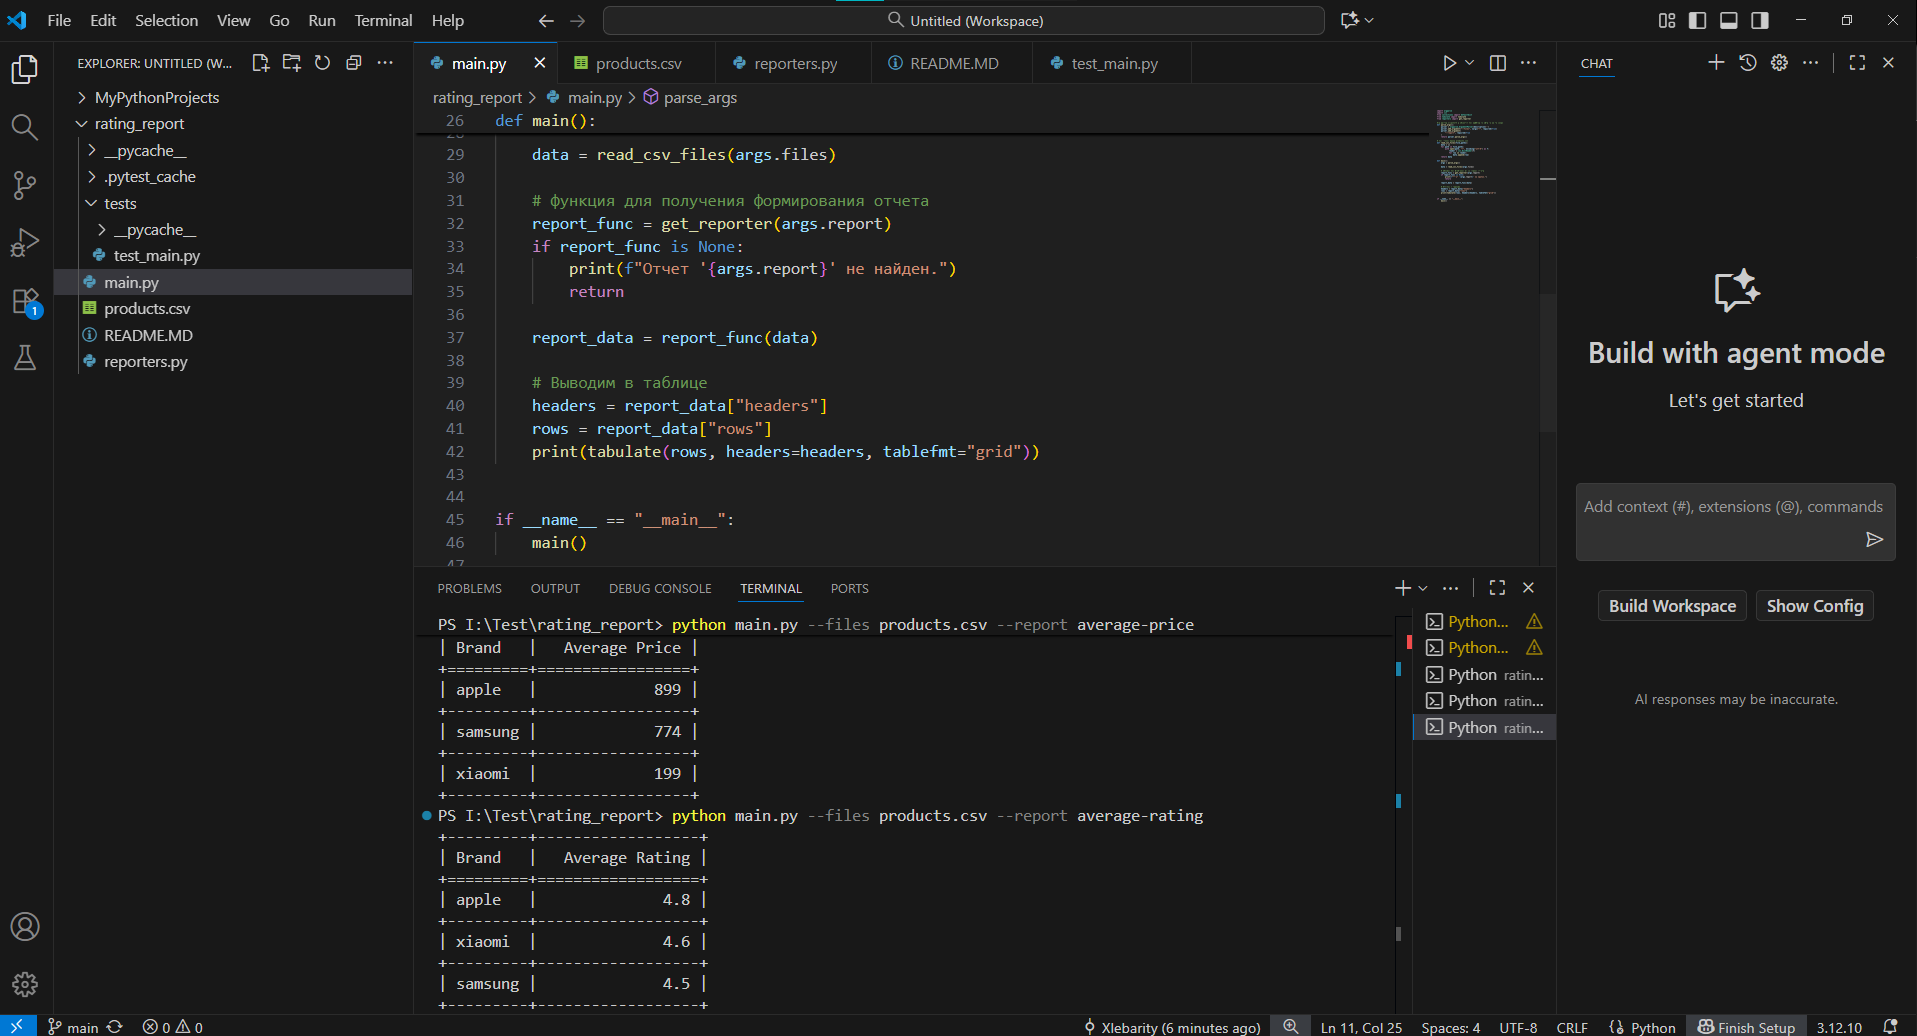 File Edit Selection View Go Run Terminal Help
Untitled (Workspace)
EXPLORER: UNTITLED (W...
MyPythonProjects
rating_report
__pycache__
.pytest_cache
tests
__pycache__
test_main.py
main.py
products.csv
README.MD
reporters.py
1
main.py products.csv reporters.py README.MD test_main.py
rating_report > main.py > parse_args
26 def main():
28
29 data = read_csv_files(args.files)
30
31 # функция для получения формирования отчета
32 report_func = get_reporter(args.report)
33 if report_func is None:
34 print(f"Отчет '{args.report}' не найден.")
35 return
36
37 report_data = report_func(data)
38
39 # Выводим в таблице
40 headers = report_data["headers"]
41 rows = report_data["rows"]
42 print(tabulate(rows, headers=headers, tablefmt="grid"))
43
44
45 if __name__ == "__main__":
46 main()
47
PROBLEMS OUTPUT DEBUG CONSOLE TERMINAL PORTS
PS I:\Test\rating_report> python main.py --files products.csv --report average-price
| Brand   |   Average Price |
+=========+=================+
| apple   |             899 |
+---------+-----------------+
| samsung |             774 |
+---------+-----------------+
| xiaomi  |             199 |
+---------+-----------------+
PS I:\Test\rating_report> python main.py --files products.csv --report average-rating
+---------+------------------+
| Brand   |   Average Rating |
+=========+==================+
| apple   |              4.8 |
+---------+------------------+
| xiaomi  |              4.6 |
+---------+------------------+
| samsung |              4.5 |
+---------+------------------+
Python...
Python...
Python ratin...
Python ratin...
Python ratin...
CHAT
Build with agent mode
Let's get started
Add context (#), extensions (@), commands
Build Workspace Show Config
AI responses may be inaccurate.
main 0 0 Xlebarity (6 minutes ago) Ln 11, Col 25 Spaces: 4 UTF-8 CRLF {} Python Finish Setup 3.12.10